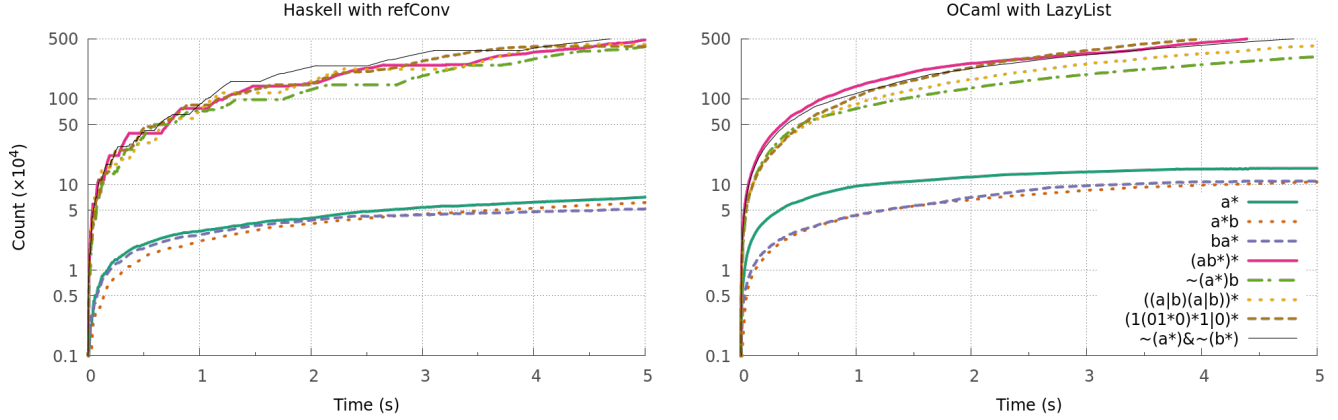 Haskell with refConv
Count (×10⁴)
500
100
50
10
5
1
0.5
0.1
0 1 2 3 4 5
Time (s)
OCaml with LazyList
500
100
50
10
5
1
0.5
0.1
a*
a*b
ba*
(ab*)*
~(a*)b
((a|b)(a|b))*
(1(01*0)*1|0)*
~(a*)&~(b*)
0 1 2 3 4 5
Time (s)